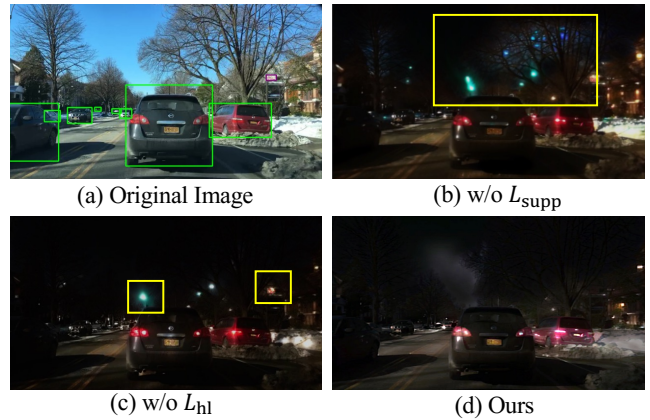 (a) Original Image
(b) w/o L_supp
(c) w/o L_hl
(d) Ours